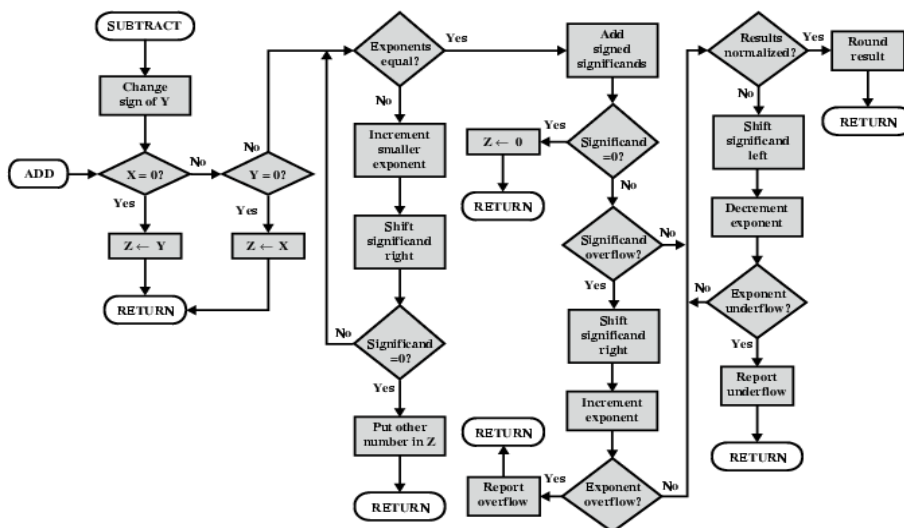 SUBTRACT
Change
sign of Y
ADD
X = 0?
No
Yes
Z ← Y
RETURN
Y = 0?
No
Yes
Z ← X
Exponents
equal?
Yes
No
Increment
smaller
exponent
Shift
significand
right
Significand
=0?
No
Yes
Put other
number in Z
RETURN
Add
signed
significands
Significand
=0?
Yes
No
Z ← 0
RETURN
Significand
overflow?
No
Yes
Shift
significand
right
Increment
exponent
Exponent
overflow?
Yes
No
Report
overflow
RETURN
Results
normalized?
Yes
No
Round
result
RETURN
Shift
significand
left
Decrement
exponent
Exponent
underflow?
No
Yes
Report
underflow
RETURN